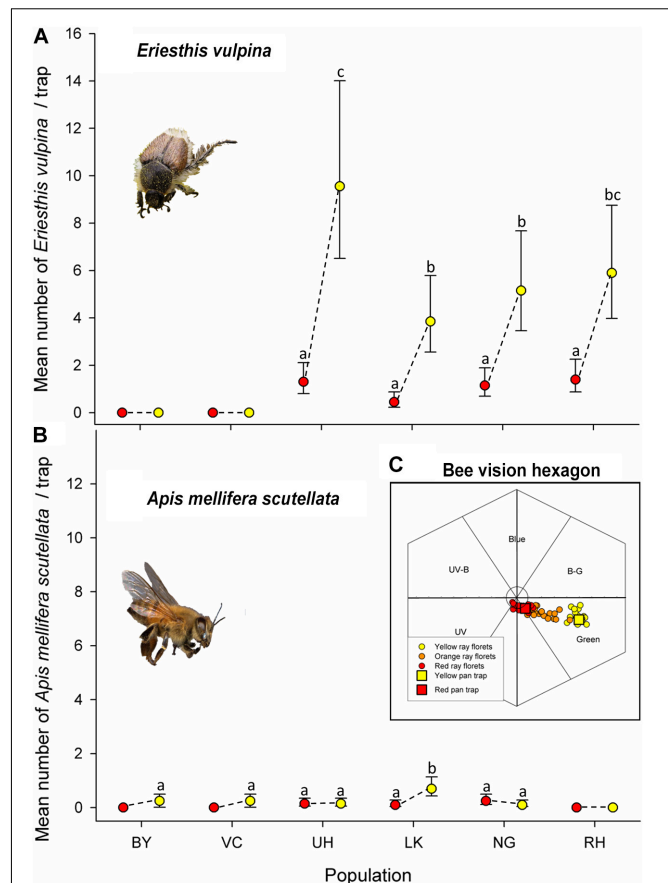 A
Eriesthis vulpina
Mean number of Eriesthis vulpina / trap
16
14
12
10
8
6
4
2
0
a
c
a
b
a
b
a
bc
B
Apis mellifera scutellata
Mean number of Apis mellifera scutellata / trap
12
10
8
6
4
2
0
a
a
a
a
a
b
a
a
C
Bee vision hexagon
Blue
UV-B
B-G
UV
Green
Yellow ray florets
Orange ray florets
Red ray florets
Yellow pan trap
Red pan trap
BY
VC
UH
LK
NG
RH
Population